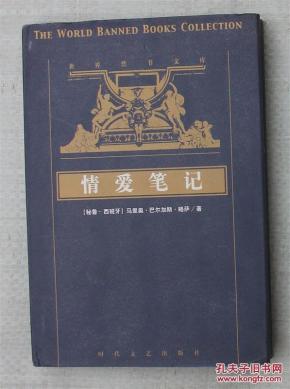 THE WORLD BANNED BOOKS COLLECTION
世界禁书文库
情爱笔记
[秘鲁-西班牙] 马里奥·巴尔加斯·略萨/著
时代文艺出版社
孔夫子旧书网